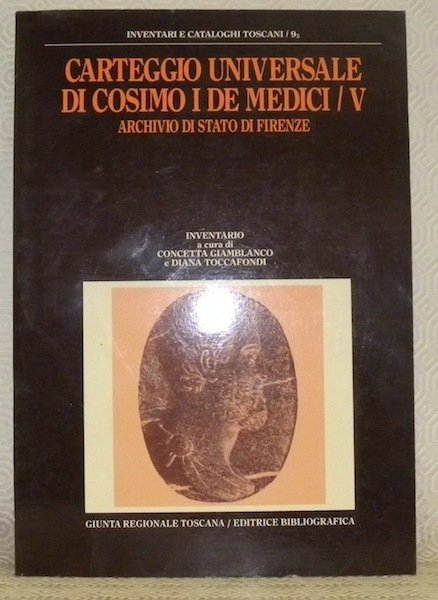 INVENTARI E CATALOGHI TOSCANI / 9₅
CARTEGGIO UNIVERSALE
DI COSIMO I DE MEDICI / V
ARCHIVIO DI STATO DI FIRENZE
INVENTARIO
a cura di
CONCETTA GIAMBLANCO
e DIANA TOCCAFONDI
GIUNTA REGIONALE TOSCANA / EDITRICE BIBLIOGRAFICA